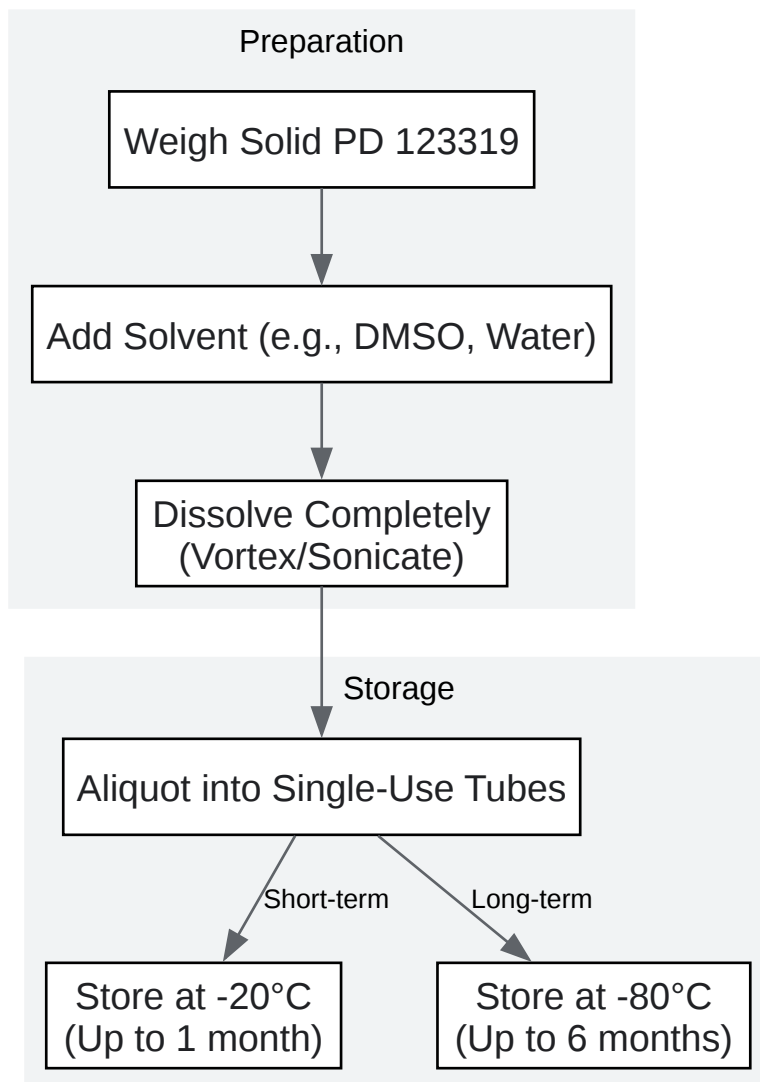 Preparation
Weigh Solid PD 123319
Add Solvent (e.g., DMSO, Water)
Dissolve Completely
(Vortex/Sonicate)
Storage
Aliquot into Single-Use Tubes
Short-term
Long-term
Store at -20°C
(Up to 1 month)
Store at -80°C
(Up to 6 months)